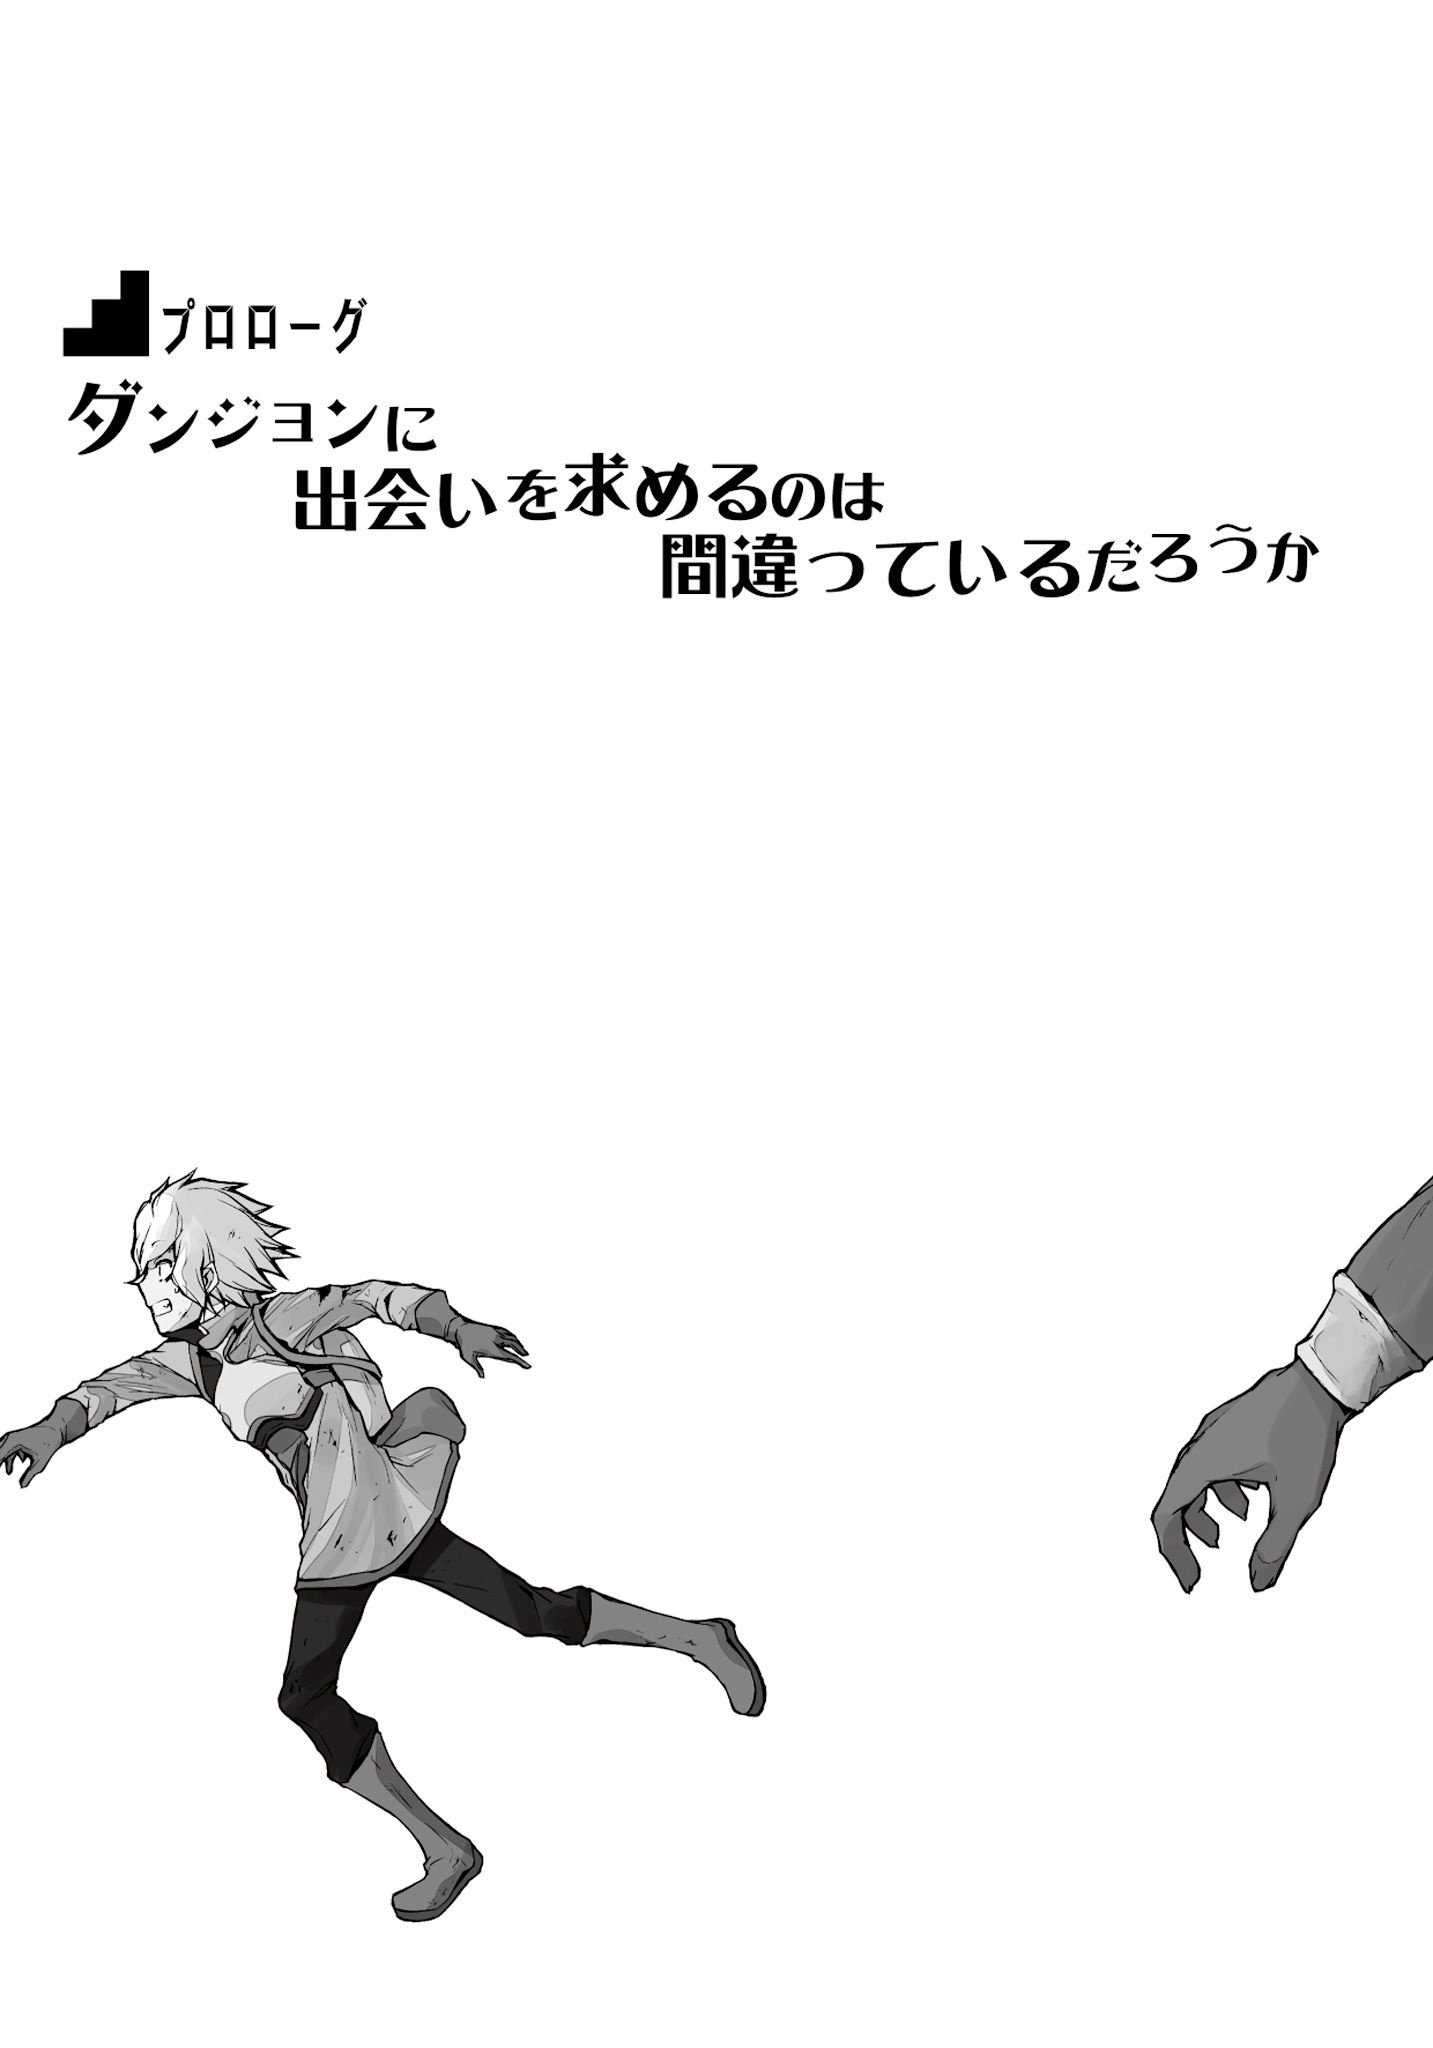 プロローグ
ダンジョンに
出会いを求めるのは
間違っているだろうか